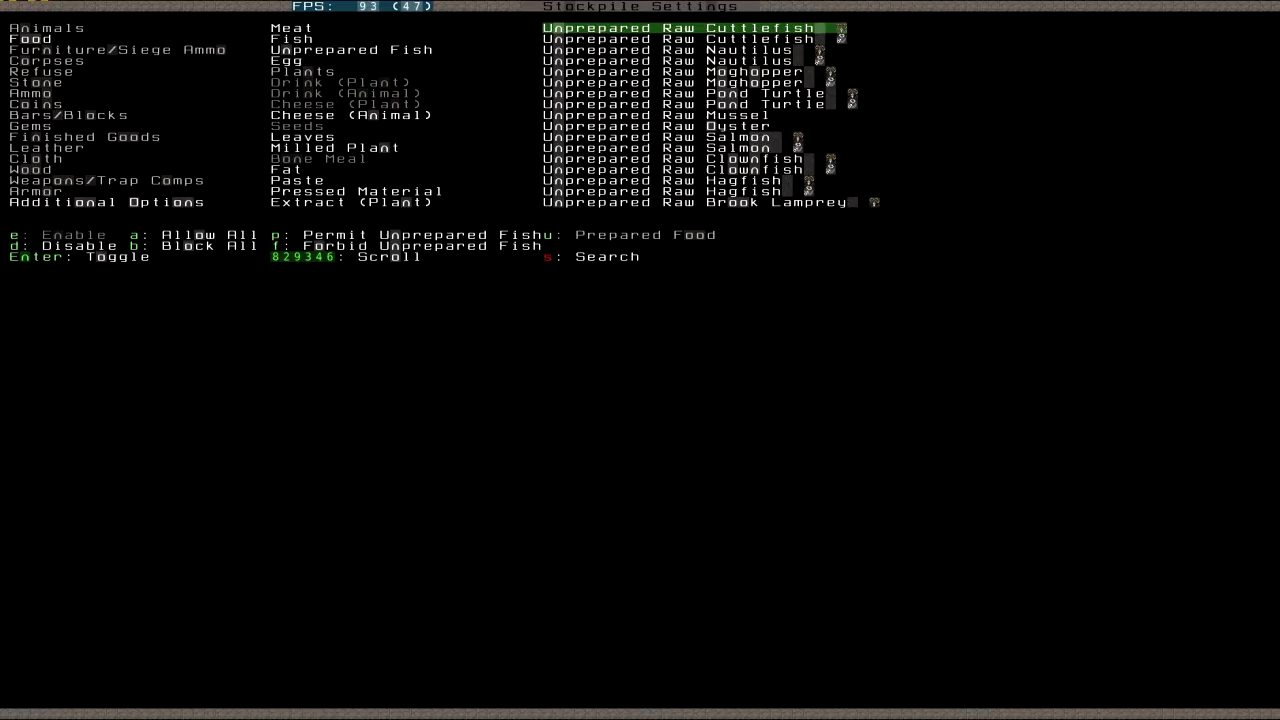 FPS: 93 (47) Stockpile Settings
Animals Meat Unprepared Raw Cuttlefish
Food Fish Unprepared Raw Cuttlefish
Furniture/Siege Ammo Unprepared Fish Unprepared Raw Nautilus
Corpses Egg Unprepared Raw Nautilus
Refuse Plants Unprepared Raw Moghopper
Stone Drink (Plant) Unprepared Raw Moghopper
Ammo Drink (Animal) Unprepared Raw Pond Turtle
Coins Cheese (Plant) Unprepared Raw Pond Turtle
Bars/Blocks Cheese (Animal) Unprepared Raw Mussel
Gems Seeds Unprepared Raw Oyster
Finished Goods Leaves Unprepared Raw Salmon
Leather Milled Plant Unprepared Raw Salmon
Cloth Bone Meal Unprepared Raw Clownfish
Wood Fat Unprepared Raw Clownfish
Weapons/Trap Comps Paste Unprepared Raw Hagfish
Armor Pressed Material Unprepared Raw Hagfish
Additional Options Extract (Plant) Unprepared Raw Brook Lamprey
e: Enable a: Allow All p: Permit Unprepared Fishu: Prepared Food
d: Disable b: Block All f: Forbid Unprepared Fish
Enter: Toggle 829346: Scroll s: Search